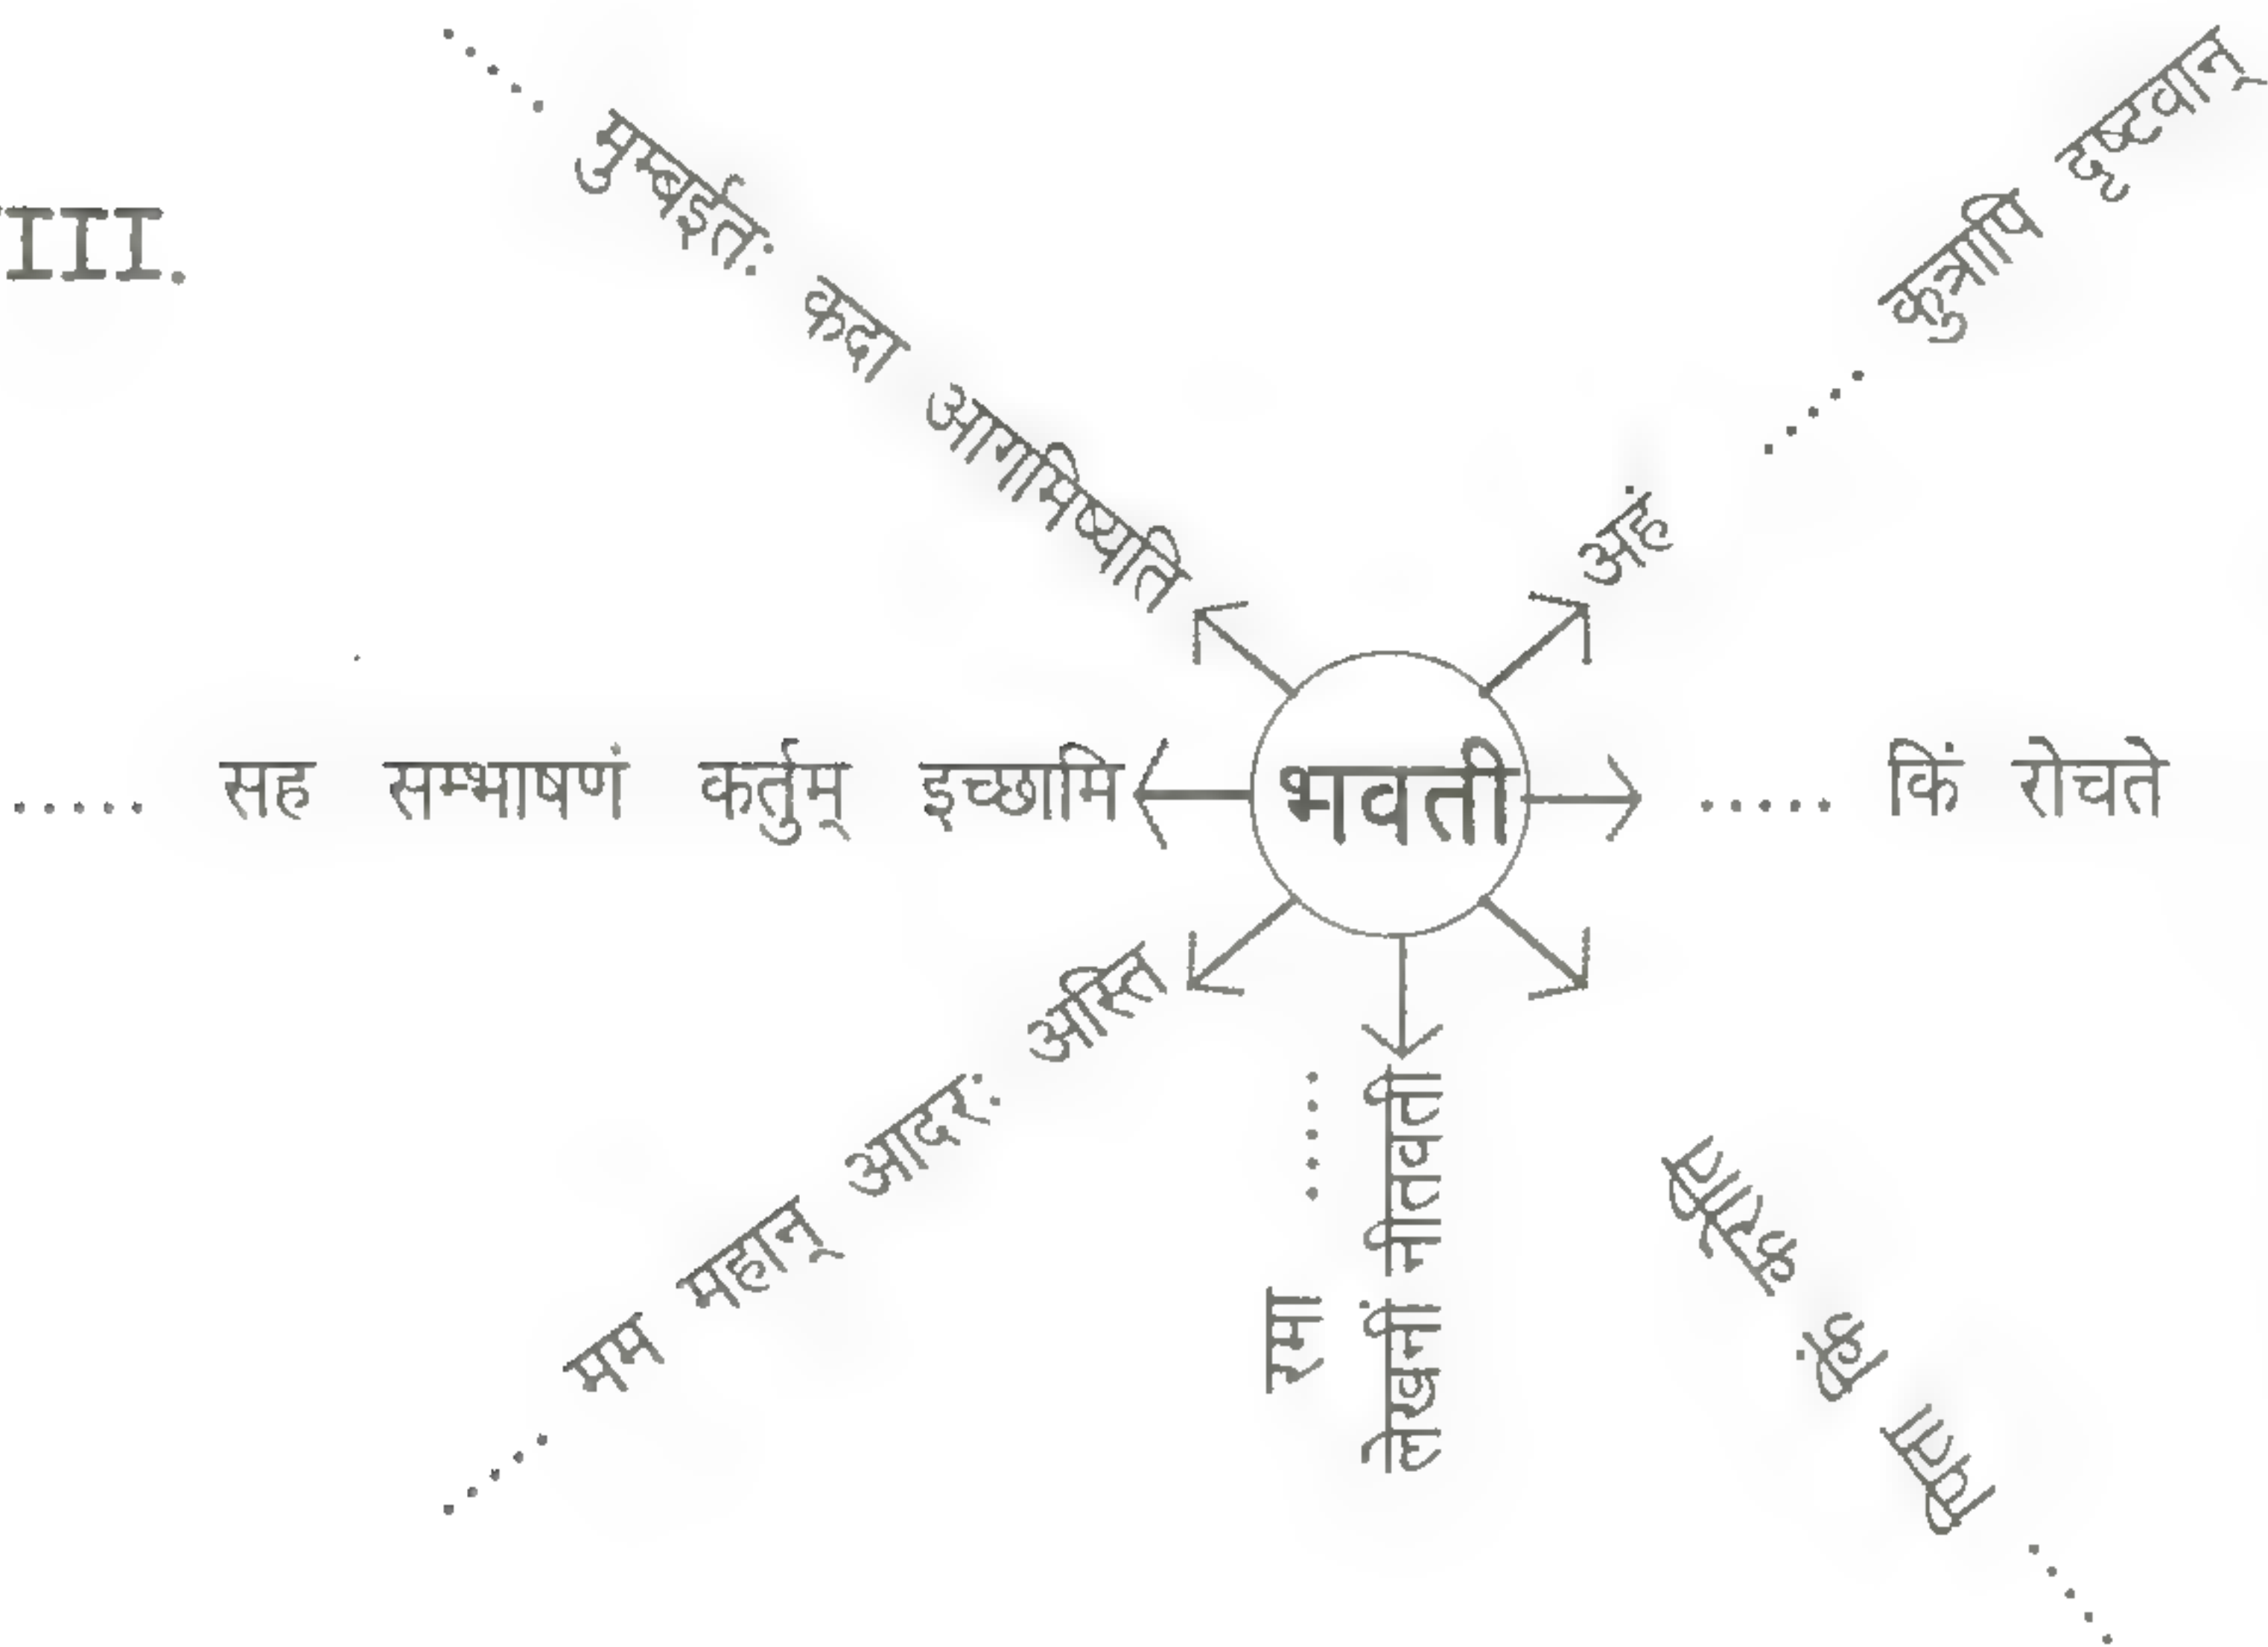 III.
..... मुम्बईतः कदा आगमिष्यति
अहं ..... कुत्रापि दृष्टवान्
..... सह सम्भाषणं कर्तुम् इच्छामि
भवती
..... किं रोचते
..... मम महान् आदरः अस्ति
रमा .....
लेखनीं नीतवती
..... पिता किं करोति